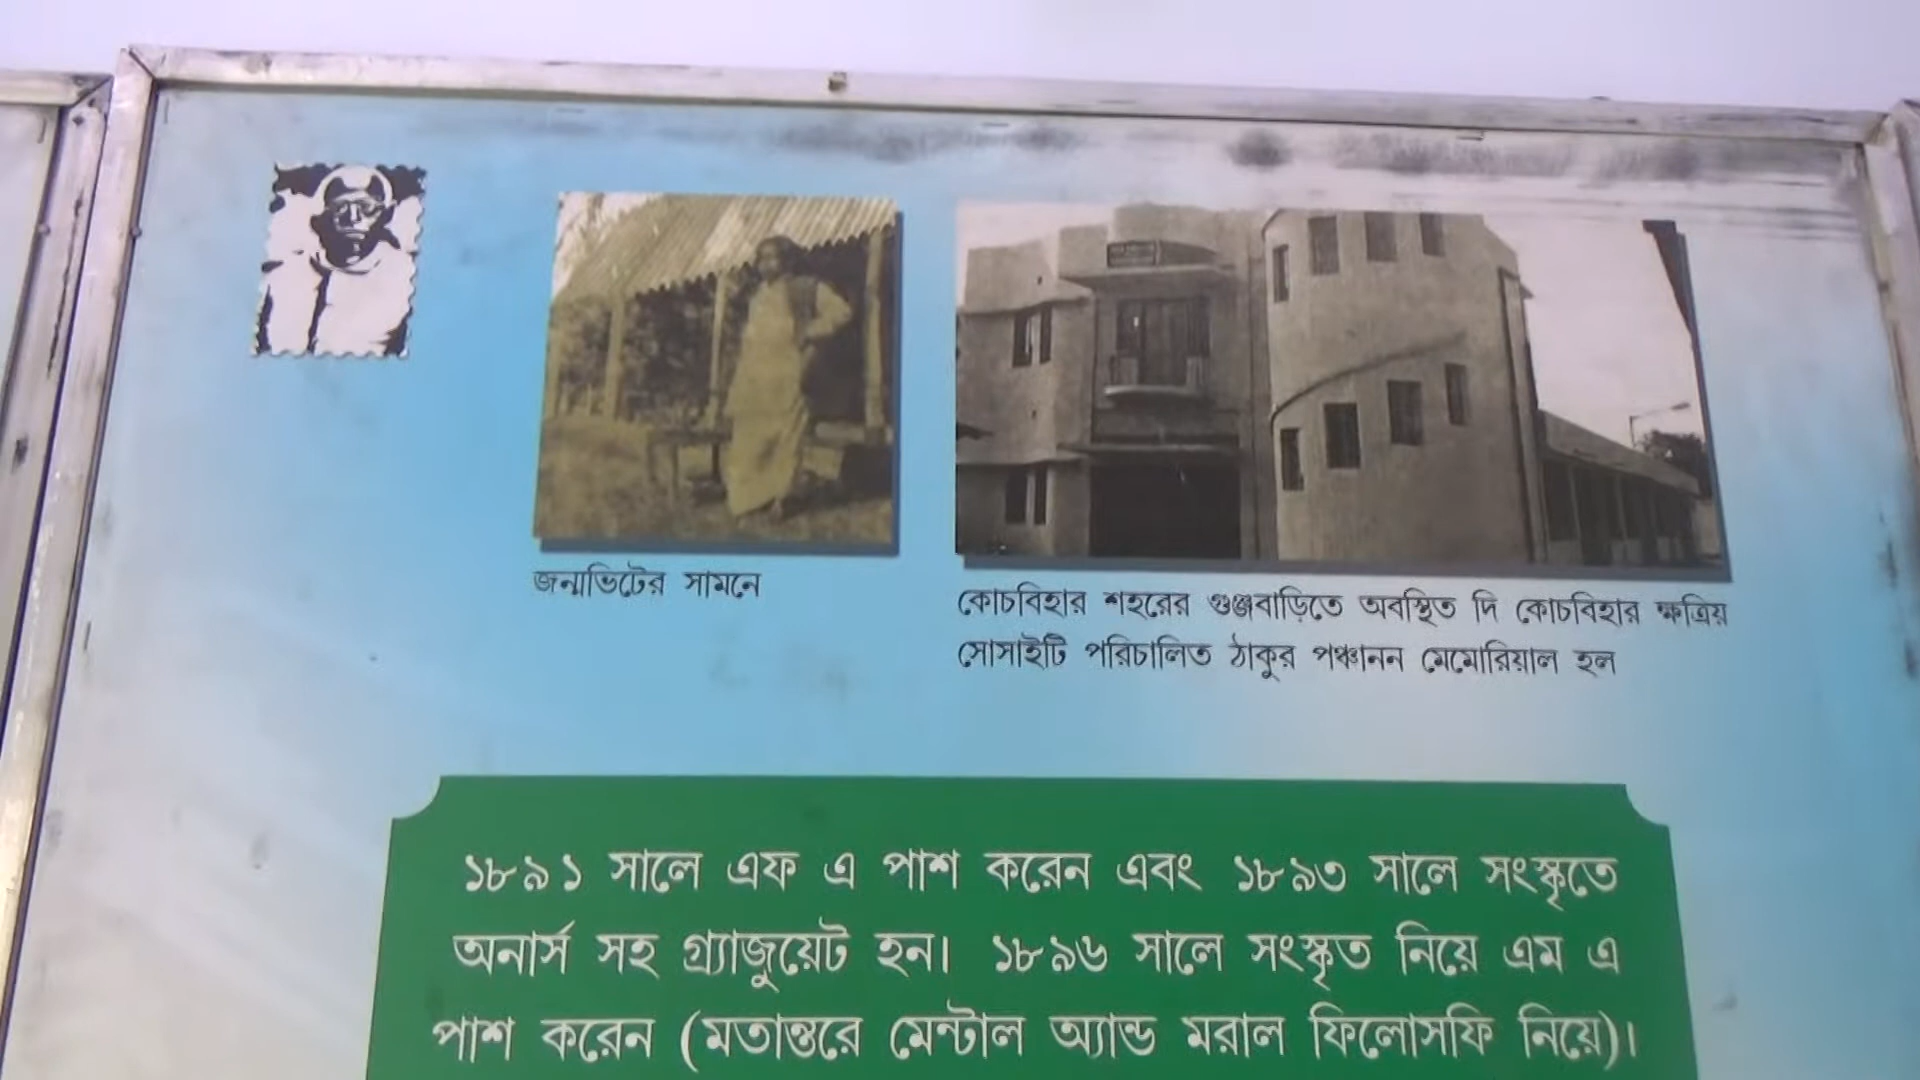 জন্মভিটের সামনে
কোচবিহার শহরের গুঞ্জবাড়িতে অবস্থিত দি কোচবিহার ক্ষত্রিয়
সোসাইটি পরিচালিত ঠাকুর পঞ্চানন মেমোরিয়াল হল
১৮৯১ সালে এফ এ পাশ করেন এবং ১৮৯৩ সালে সংস্কৃতে
অনার্স সহ গ্র্যাজুয়েট হন। ১৮৯৬ সালে সংস্কৃত নিয়ে এম এ
পাশ করেন (মতান্তরে মেন্টাল অ্যান্ড মরাল ফিলোসফি নিয়ে)।